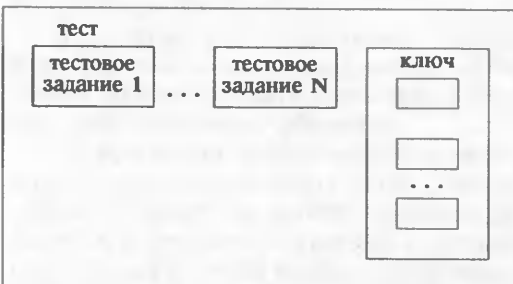 тест
тестовое
задание 1
...
тестовое
задание N
ключ
...